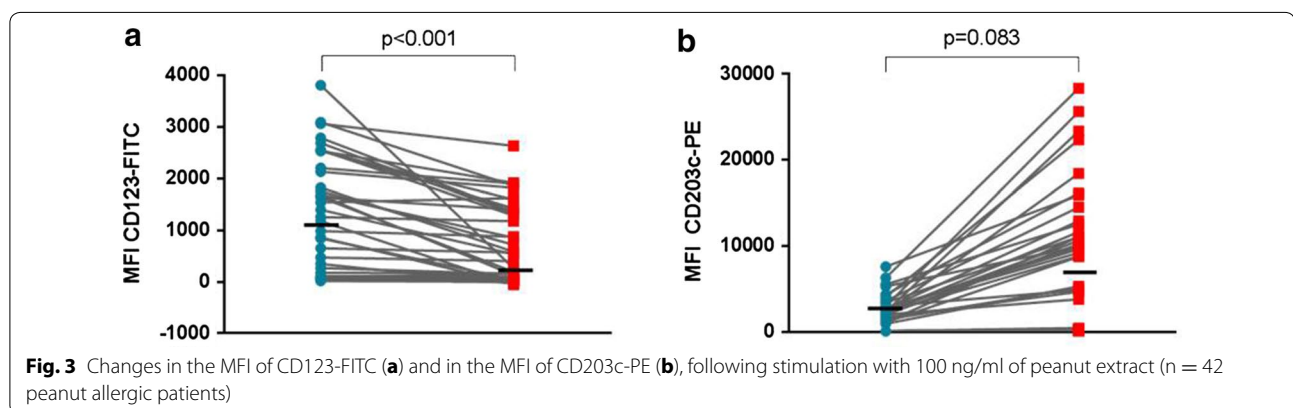 a
p<0.001
4000
3000
2000
1000
0
-1000
MFI CD123-FITC
b
p=0.083
30000
20000
10000
0
MFI CD203c-PE
Fig. 3 Changes in the MFI of CD123-FITC (a) and in the MFI of CD203c-PE (b), following stimulation with 100 ng/ml of peanut extract (n = 42
peanut allergic patients)